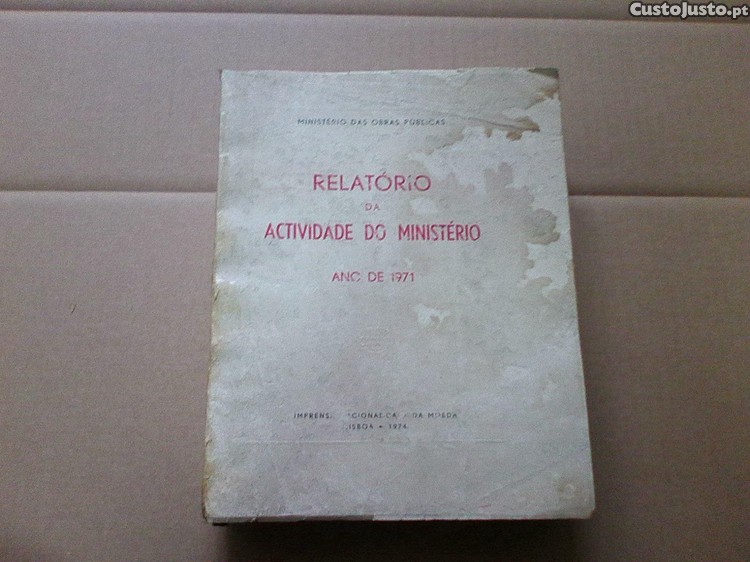 CustoJusto.pt
MINISTÉRIO DAS OBRAS PÚBLICAS
RELATÓRIO
DA
ACTIVIDADE DO MINISTÉRIO
ANO DE 1971
DA MOEDA
LISBOA - 1974